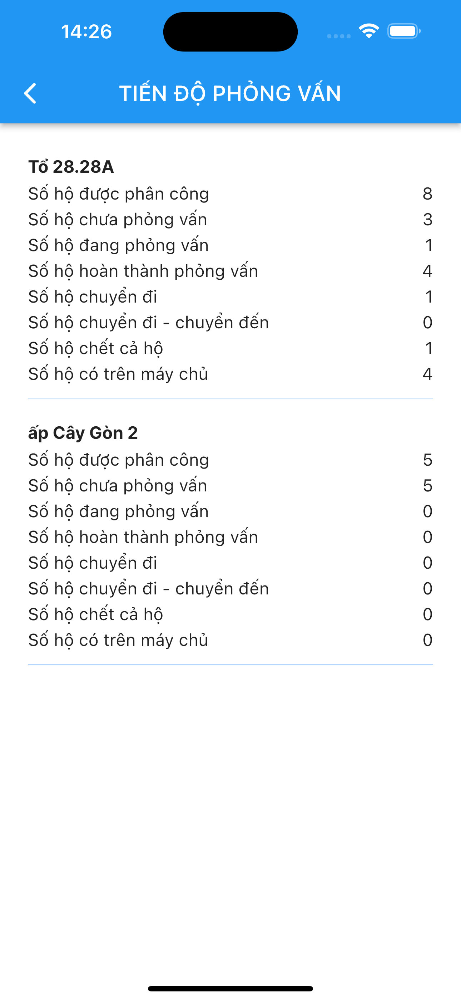 14:26
TIẾN ĐỘ PHỎNG VẤN
Tổ 28.28A
Số hộ được phân công 8
Số hộ chưa phỏng vấn 3
Số hộ đang phỏng vấn 1
Số hộ hoàn thành phỏng vấn 4
Số hộ chuyển đi 1
Số hộ chuyển đi - chuyển đến 0
Số hộ chết cả hộ 1
Số hộ có trên máy chủ 4
ấp Cây Gòn 2
Số hộ được phân công 5
Số hộ chưa phỏng vấn 5
Số hộ đang phỏng vấn 0
Số hộ hoàn thành phỏng vấn 0
Số hộ chuyển đi 0
Số hộ chuyển đi - chuyển đến 0
Số hộ chết cả hộ 0
Số hộ có trên máy chủ 0